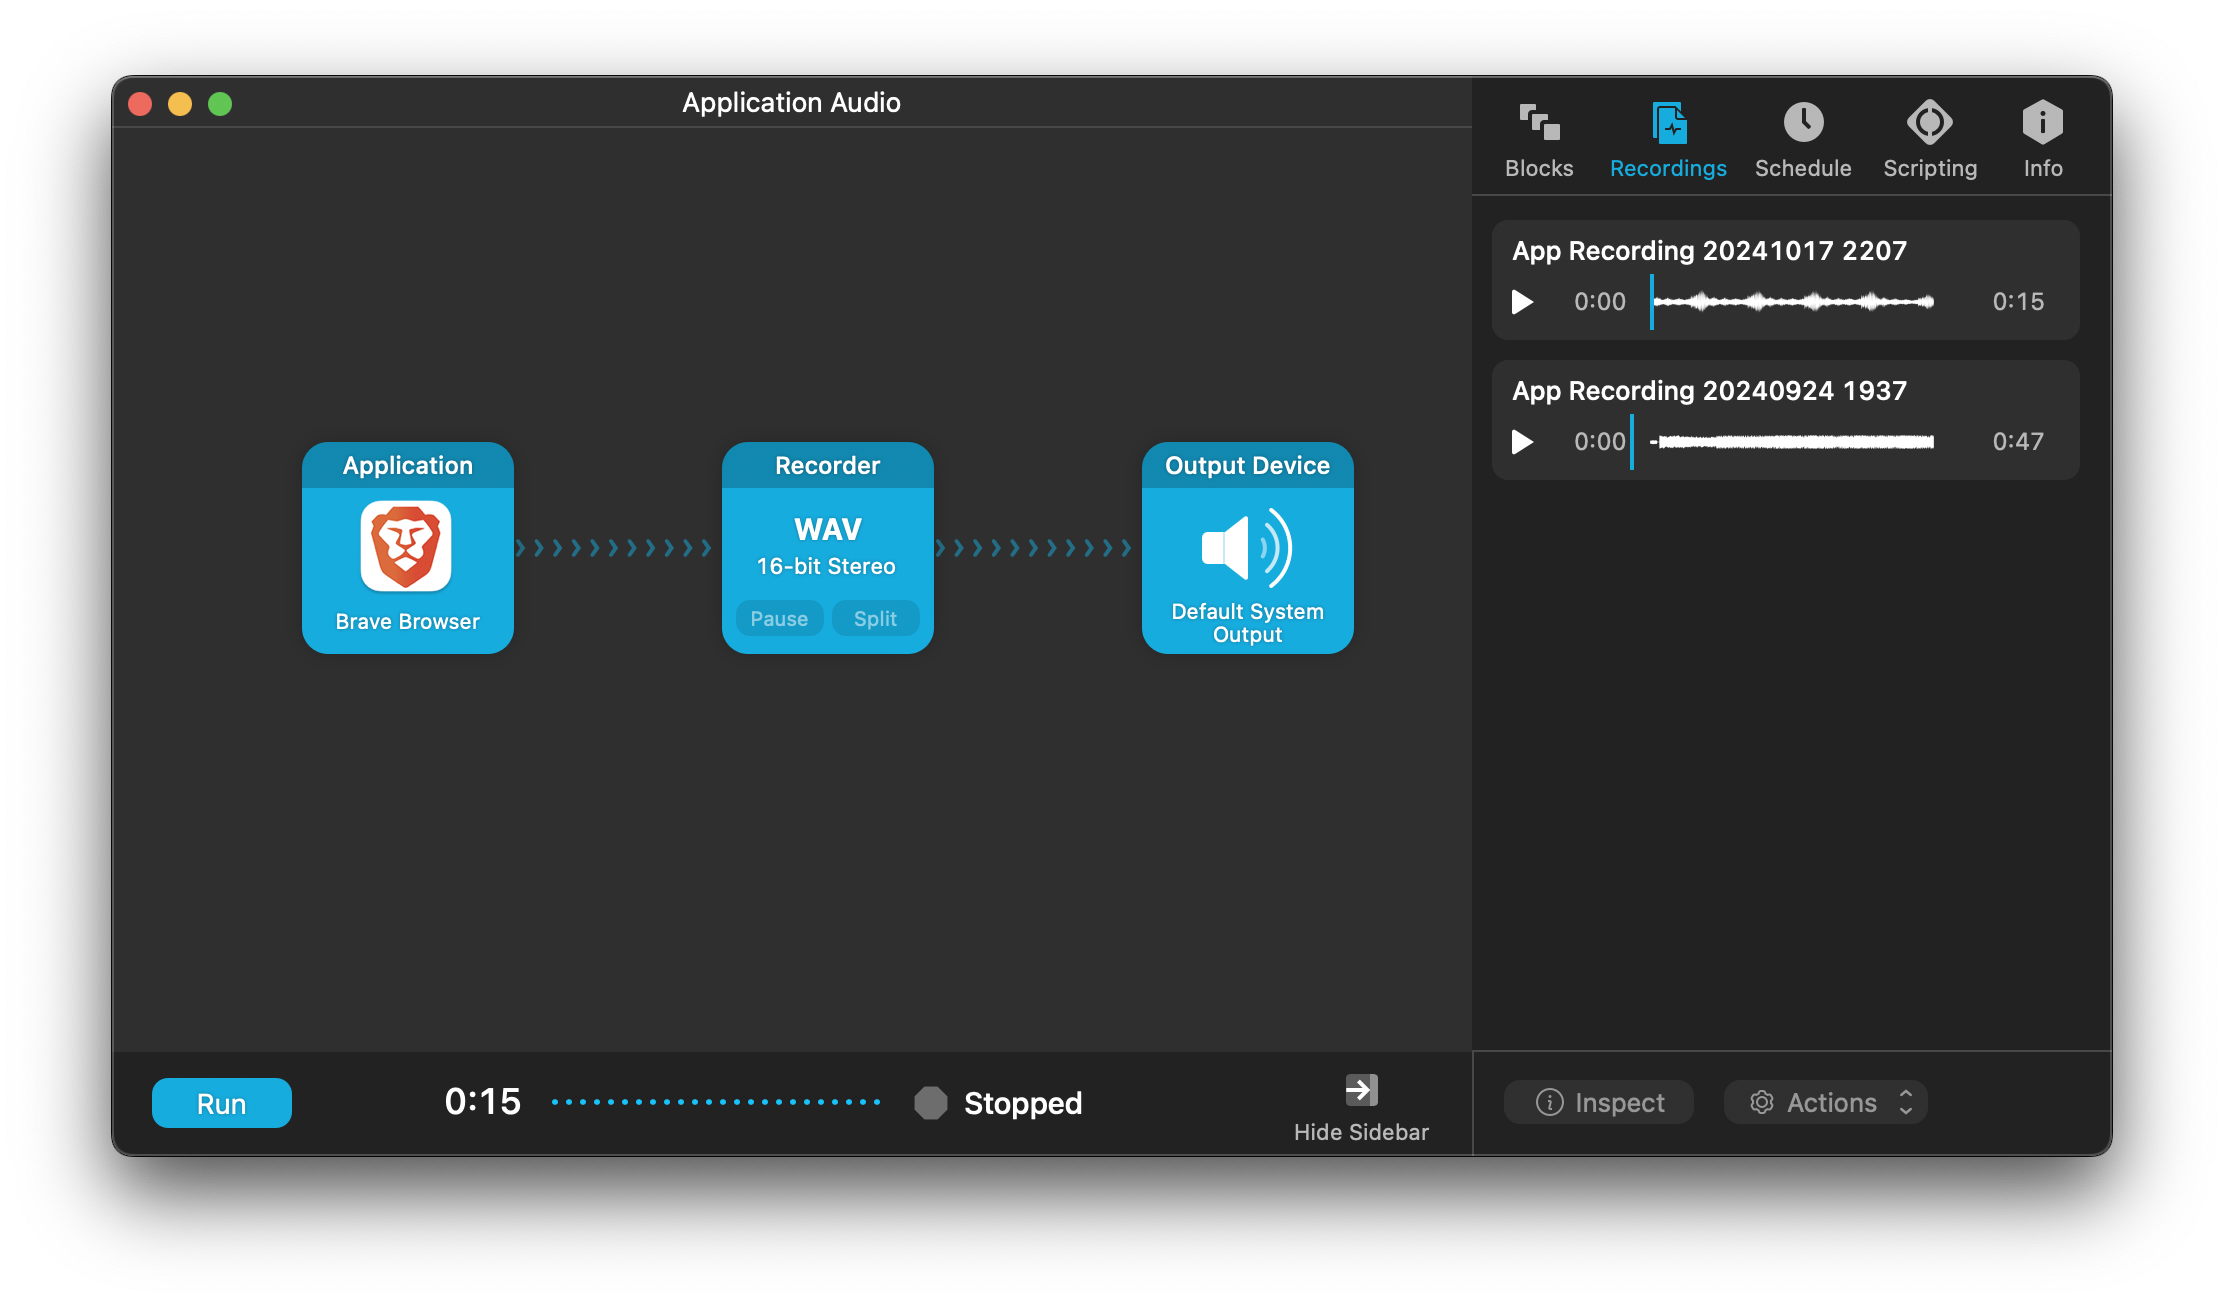 Application Audio
Blocks
Recordings
Schedule
Scripting
Info
App Recording 20241017 2207
0:00
0:15
App Recording 20240924 1937
0:00
0:47
Application
Brave Browser
Recorder
WAV
16-bit Stereo
Pause
Split
Output Device
Default System
Output
Run
0:15
Stopped
Hide Sidebar
Inspect
Actions